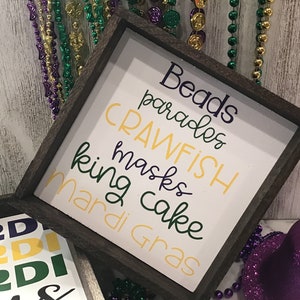 Beads
parades
CRAWFISH
masks
king cake
Mardi Gras